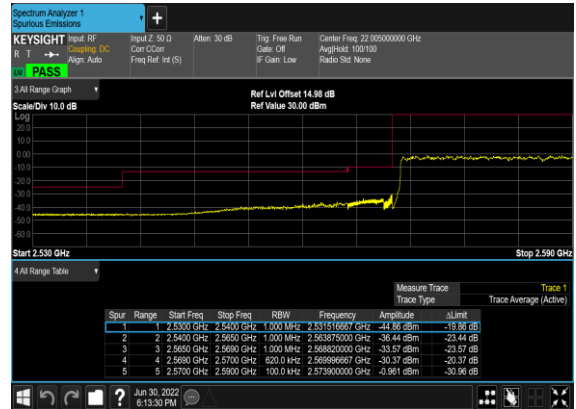 Spectrum Analyzer 1
Spurious Emissions
+
KEYSIGHT Input: RF Input Z: 50 Ω Atten: 30 dB Trig: Free Run Center Freq: 22.005000000 GHz
R T Coupling: DC Corr CCorr Gate: Off Avg|Hold: 100/100
Align: Auto Freq Ref: Int (S) IF Gain: Low Radio Std: None
LW PASS
3 All Range Graph
Ref Lvl Offset 14.98 dB
Scale/Div 10.0 dB Ref Value 30.00 dBm
Log
20.0
10.0
0.00
-10.0
-20.0
-30.0
-40.0
-50.0
-60.0
Start 2.530 GHz Stop 2.590 GHz
4 All Range Table
Measure Trace Trace 1
Trace Type Trace Average (Active)
Spur Range Start Freq Stop Freq RBW Frequency Amplitude ΔLimit
1 1 2.5300 GHz 2.5400 GHz 1.000 MHz 2.531516667 GHz -44.86 dBm -19.86 dB
2 2 2.5400 GHz 2.5650 GHz 1.000 MHz 2.563875000 GHz -36.44 dBm -23.44 dB
3 3 2.5650 GHz 2.5690 GHz 1.000 MHz 2.568820000 GHz -33.57 dBm -23.57 dB
4 4 2.5690 GHz 2.5700 GHz 620.0 kHz 2.569996667 GHz -30.37 dBm -20.37 dB
5 5 2.5700 GHz 2.5900 GHz 100.0 kHz 2.573900000 GHz -0.961 dBm -30.96 dB
?
Jun 30, 2022
6:13:30 PM